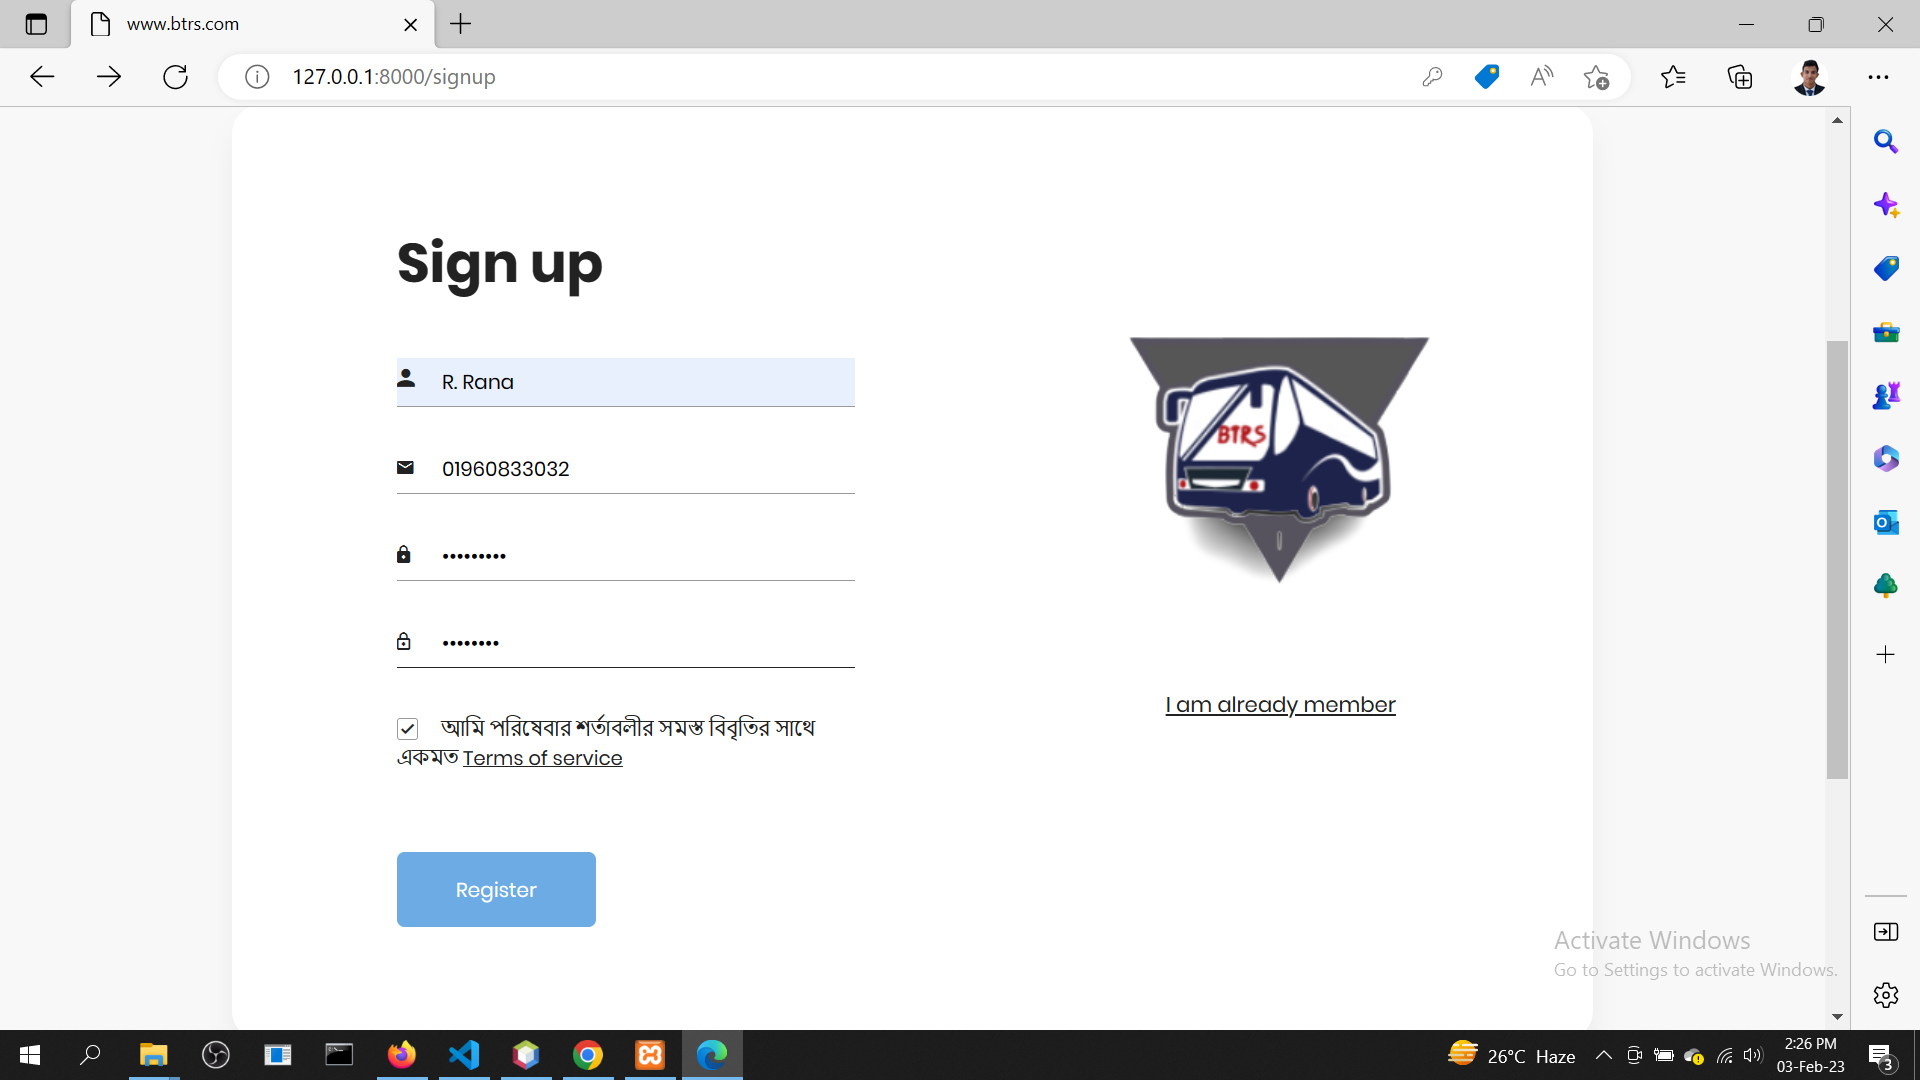 www.btrs.com
127.0.0.1:8000/signup
Sign up
R. Rana
01960833032
•••••••••
••••••••
আমি পরিষেবার শর্তাবলীর সমস্ত বিবৃতির সাথে
একমত Terms of service
Register
BTRS
I am already member
Activate Windows
Go to Settings to activate Windows.
26°C Haze
2:26 PM
03-Feb-23
3